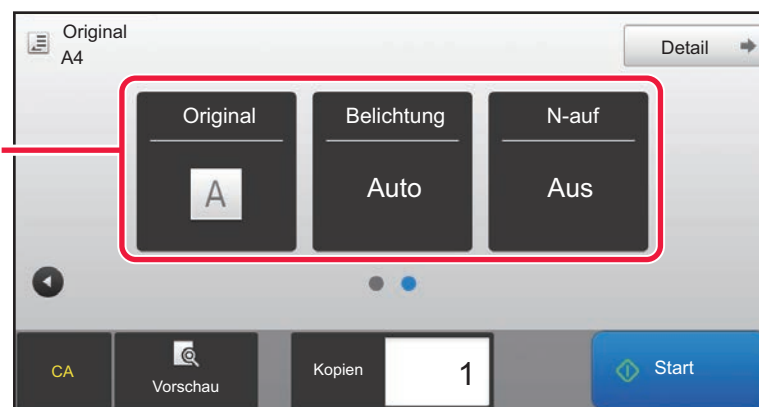 Original
A4
Detail
Original
Belichtung
N-auf
A
Auto
Aus
CA
Vorschau
Kopien
1
Start